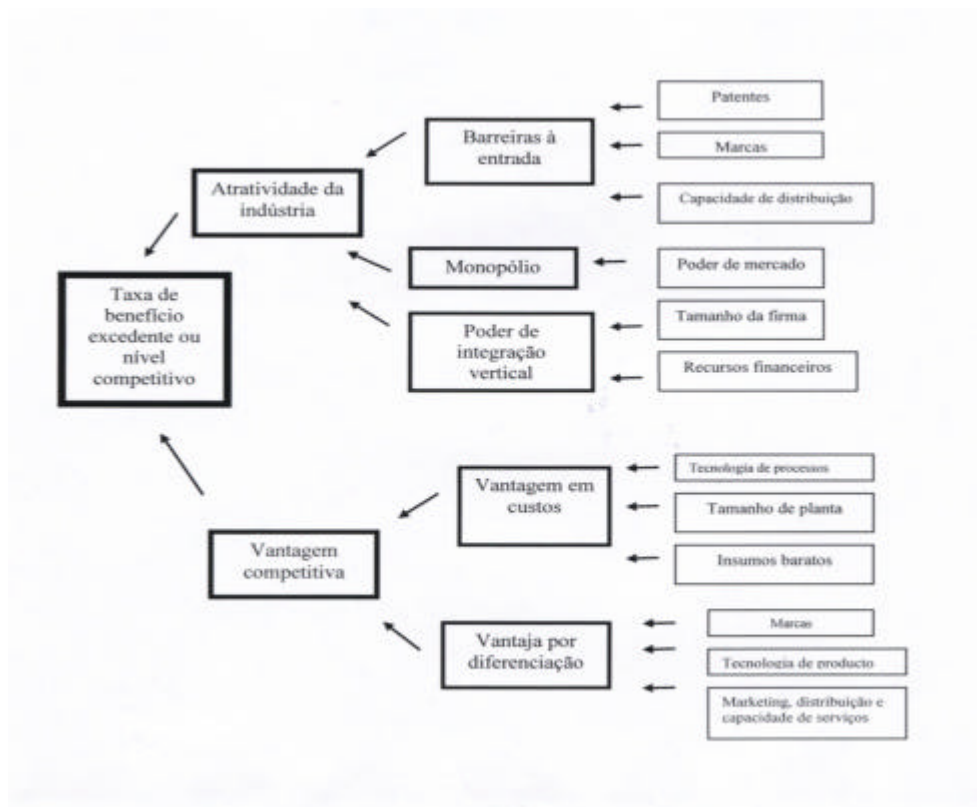 Patentes
Barreiras à
entrada
Marcas
Atratividade da
indústria
Capacidade de distribuição
Monopólio
Poder de mercado
Taxa de
benefício
excedente ou
nível
competitivo
Poder de
integração
vertical
Tamanho da firma
Recursos financeiros
Vantagem em
custos
Tecnologia de processos
Tamanho de planta
Insumos baratos
Vantagem
competitiva
Vantaja por
diferenciação
Marcas
Tecnologia de producto
Marketing, distribuição e
capacidade de serviços